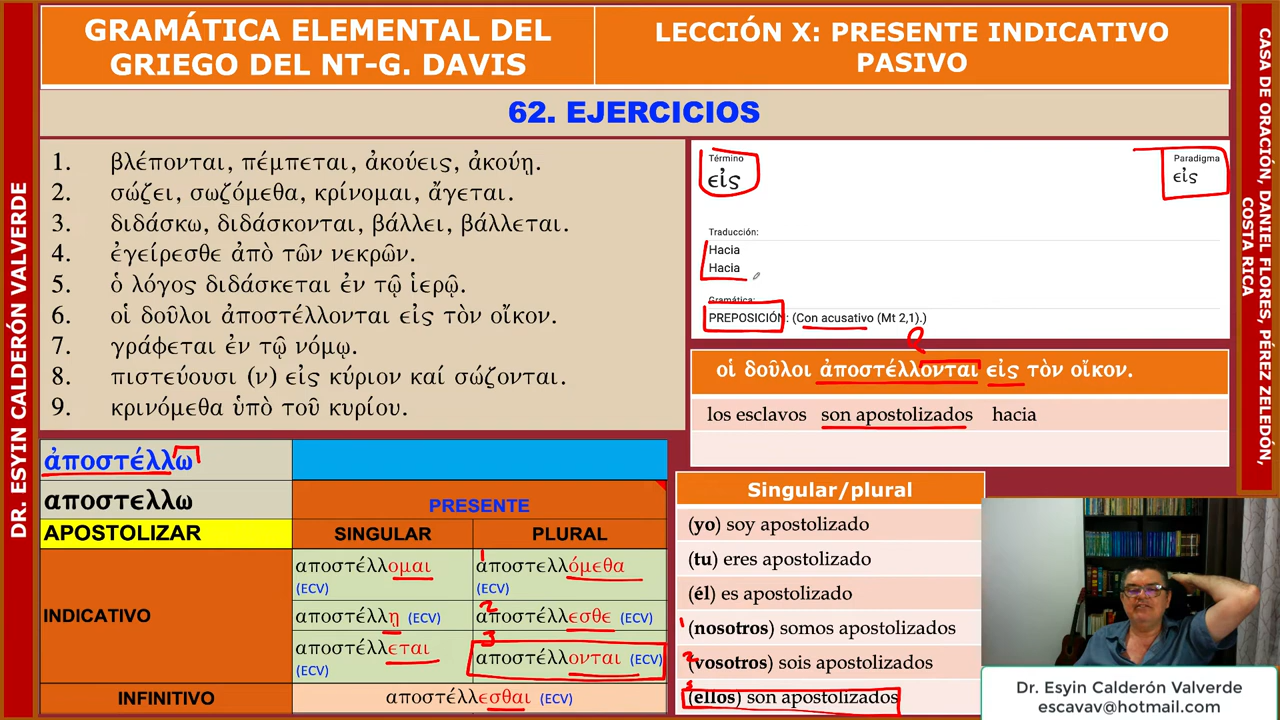 GRAMÁTICA ELEMENTAL DEL
GRIEGO DEL NT-G. DAVIS
LECCIÓN X: PRESENTE INDICATIVO
PASIVO
62. EJERCICIOS
DR. ESYIN CALDERÓN VALVERDE
CASA DE ORACIÓN, DANIEL FLORES, PÉREZ ZELEDÓN,
COSTA RICA
1. βλέπονται, πέμπεται, ἀκούεις, ἀκούῃ.
2. σώζει, σωζόμεθα, κρίνομαι, ἄγεται.
3. διδάσκω, διδάσκονται, βάλλει, βάλλεται.
4. ἐγείρεσθε ἀπὸ τῶν νεκρῶν.
5. ὁ λόγος διδάσκεται ἐν τῷ ἱερῷ.
6. οἱ δοῦλοι ἀποστέλλονται εἰς τὸν οἶκον.
7. γράφεται ἐν τῷ νόμῳ.
8. πιστεύουσι (ν) εἰς κύριον καί σώζονται.
9. κρινόμεθα ὑπὸ τοῦ κυρίου.
Término
εἰς
Paradigma
εἰς
Traducción:
Hacia
Hacia
Gramática:
PREPOSICIÓN: (Con acusativo (Mt 2,1).)
οἱ δοῦλοι ἀποστέλλονται εἰς τὸν οἶκον.
los esclavos son apostolizados hacia
ἀποστέλλω
αποστελλω
APOSTOLIZAR
PRESENTE
SINGULAR PLURAL
INDICATIVO
αποστέλλομαι (ECV)
1 αποστελλόμεθα (ECV)
αποστέλλῃ (ECV)
2 αποστέλλεσθε (ECV)
αποστέλλεται (ECV)
3 αποστέλλονται (ECV)
INFINITIVO
αποστέλλεσθαι (ECV)
Singular/plural
(yo) soy apostolizado
(tu) eres apostolizado
(él) es apostolizado
1 (nosotros) somos apostolizados
2 (vosotros) sois apostolizados
(ellos) son apostolizados
Dr. Esyin Calderón Valverde
escavav@hotmail.com